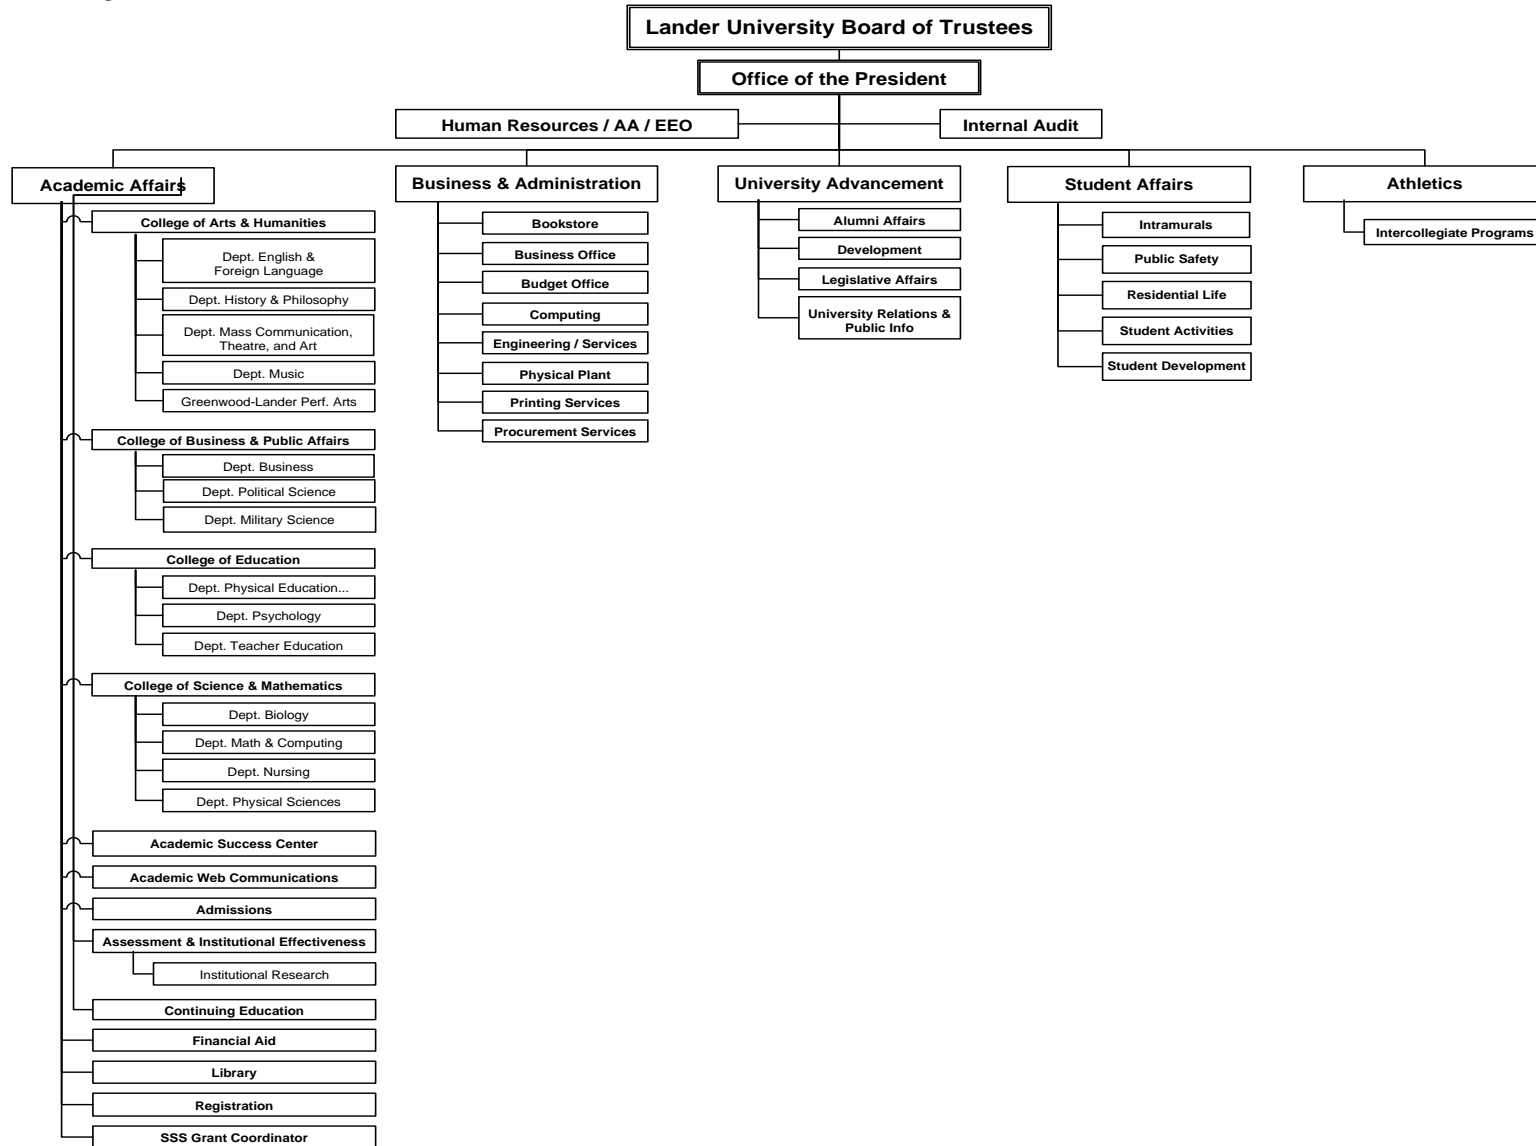 Lander University Board of Trustees
Office of the President
Human Resources / AA / EEO
Internal Audit
Academic Affairs
Business & Administration
University Advancement
Student Affairs
Athletics
College of Arts & Humanities
Dept. English &
Foreign Language
Dept. History & Philosophy
Dept. Mass Communication,
Theatre, and Art
Dept. Music
Greenwood-Lander Perf. Arts
College of Business & Public Affairs
Dept. Business
Dept. Political Science
Dept. Military Science
College of Education
Dept. Physical Education...
Dept. Psychology
Dept. Teacher Education
College of Science & Mathematics
Dept. Biology
Dept. Math & Computing
Dept. Nursing
Dept. Physical Sciences
Academic Success Center
Academic Web Communications
Admissions
Assessment & Institutional Effectiveness
Institutional Research
Continuing Education
Financial Aid
Library
Registration
SSS Grant Coordinator
Bookstore
Business Office
Budget Office
Computing
Engineering / Services
Physical Plant
Printing Services
Procurement Services
Alumni Affairs
Development
Legislative Affairs
University Relations &
Public Info
Intramurals
Public Safety
Residential Life
Student Activities
Student Development
Intercollegiate Programs